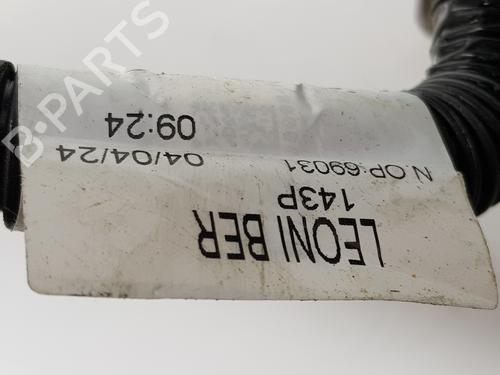 LEONI BER
143P
N.OP:69031
04/04/24
09:24
B-PARTS